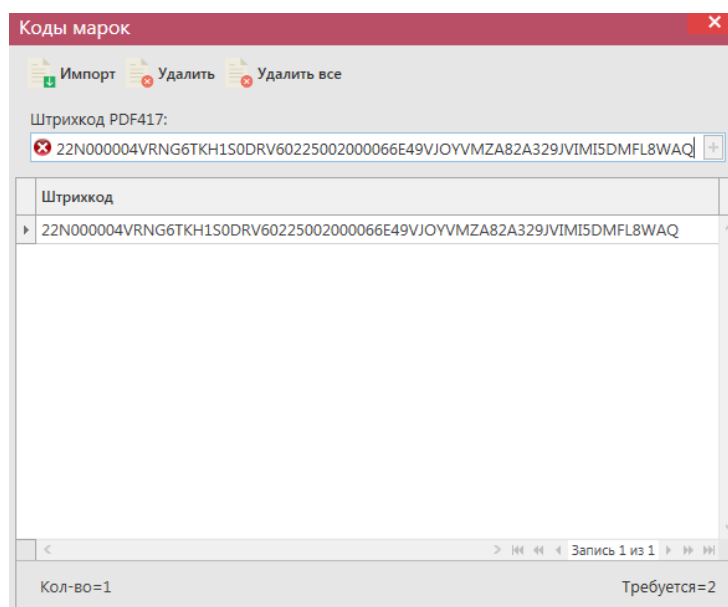 Коды марок
Импорт Удалить Удалить все
Штрихкод PDF417:
22N000004VRNG6TKH1S0DRV60225002000066E49VJOYVMZA82A329JVIMI5DMFL8WAQ
Штрихкод
22N000004VRNG6TKH1S0DRV60225002000066E49VJOYVMZA82A329JVIMI5DMFL8WAQ
Запись 1 из 1
Кол-во=1 Требуется=2